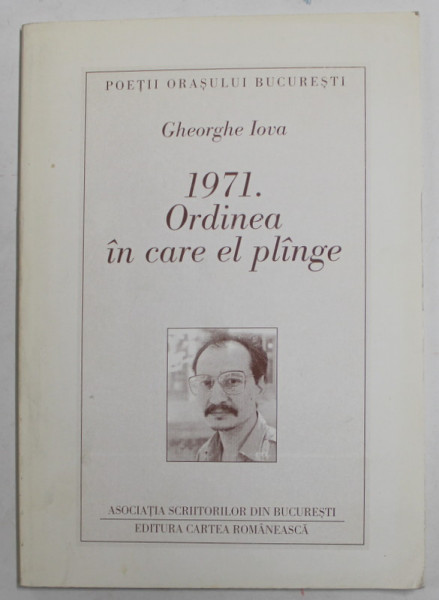 POEȚII ORAȘULUI BUCUREȘTI
Gheorghe Iova
1971.
Ordinea
în care el plînge
ASOCIAȚIA SCRIITORILOR DIN BUCUREȘTI
EDITURA CARTEA ROMÂNEASCĂ